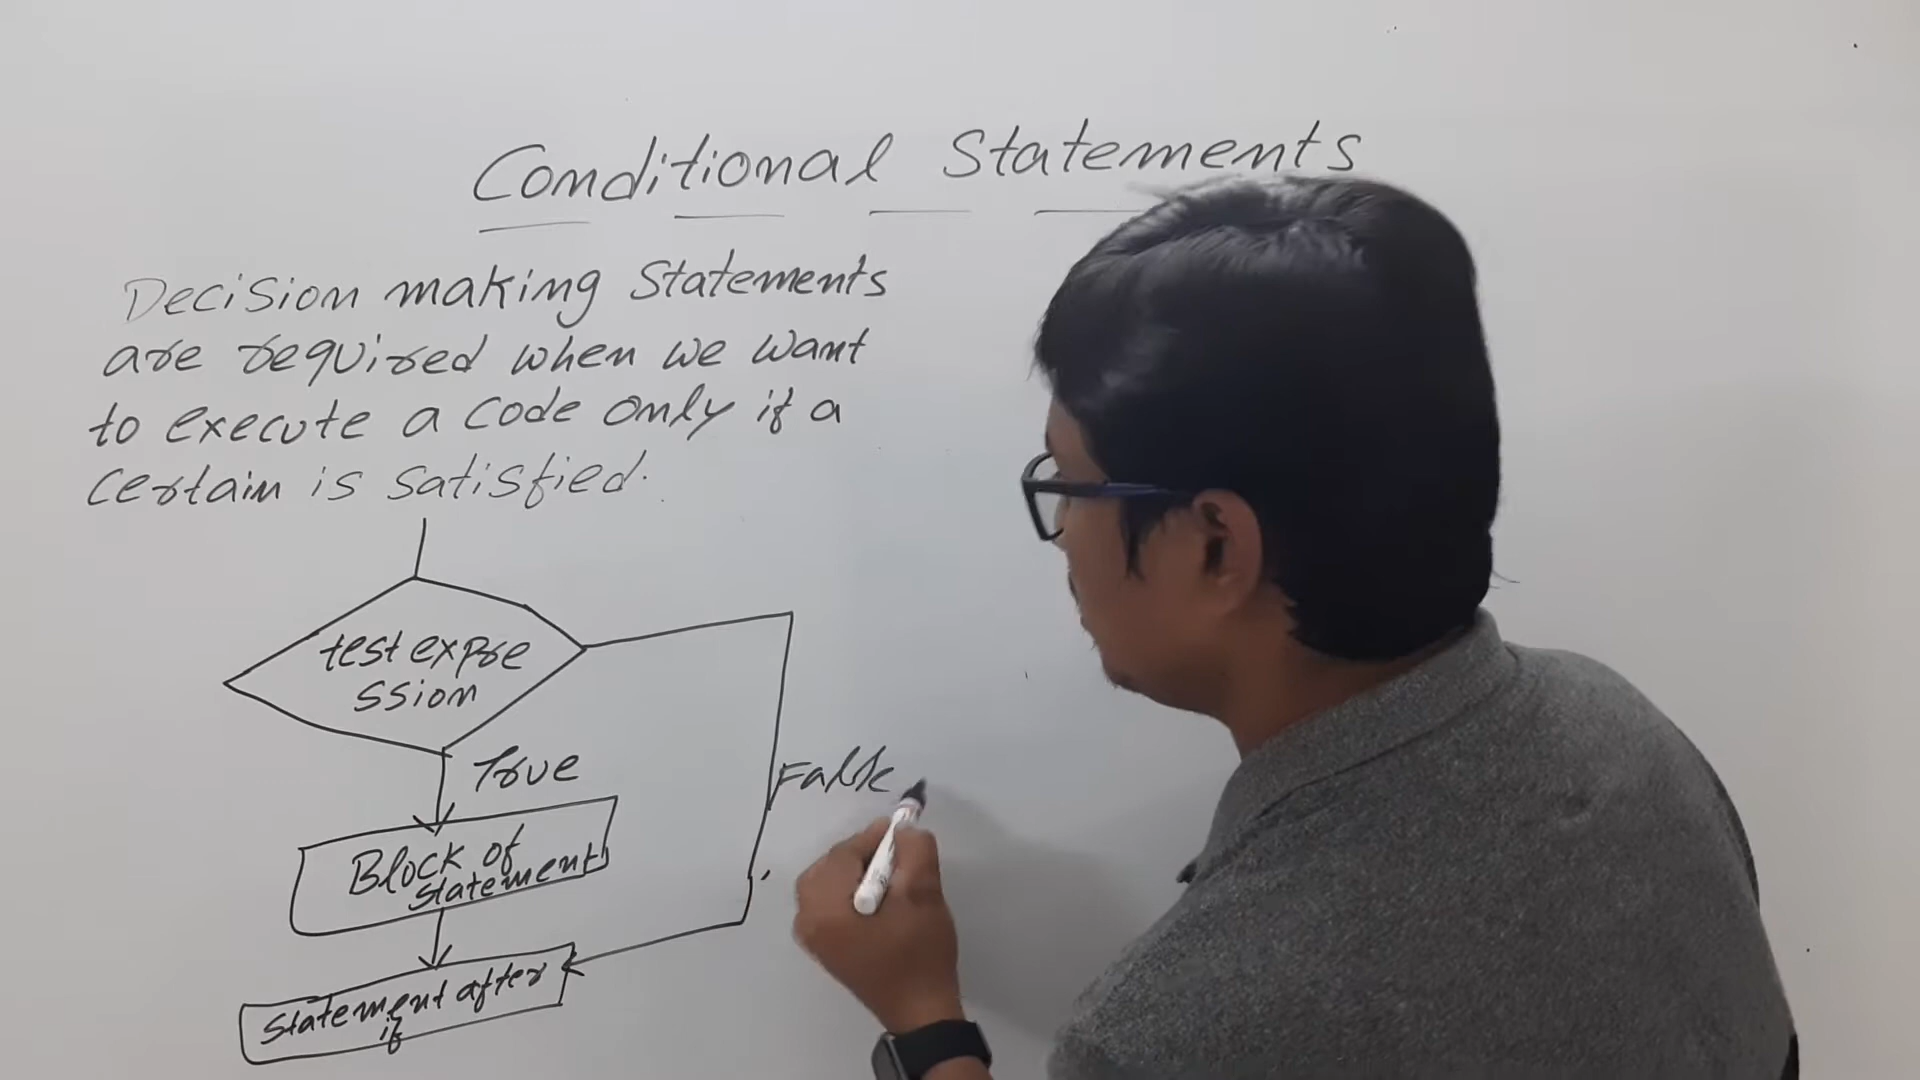 Conditional Statements
Decision making Statements
are required when we want
to execute a code only if a
certain is satisfied.
test expre
ssion
True
False
Block of
statement
Statement after
if